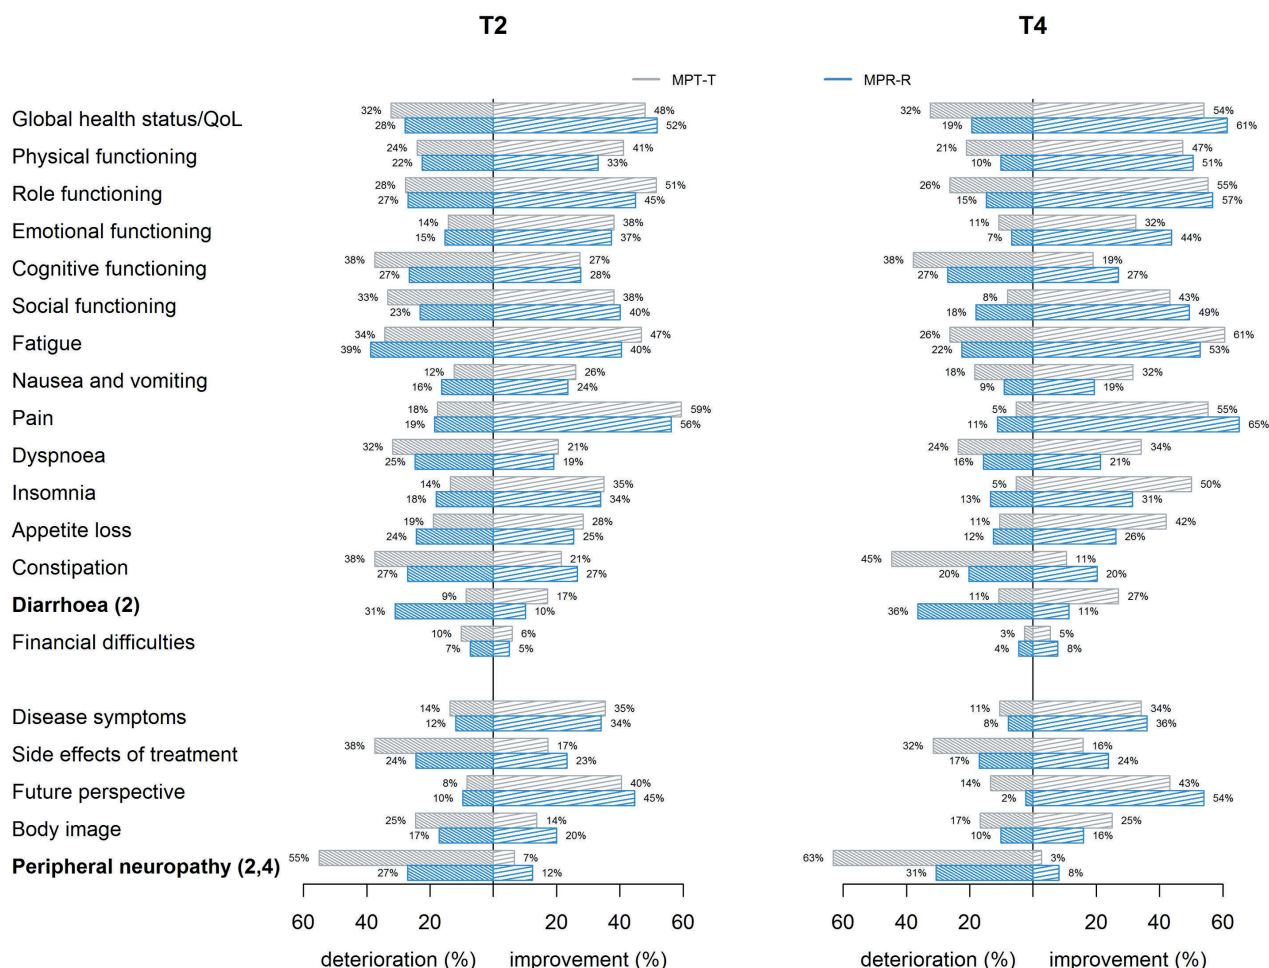 T2 T4
MPT-T MPR-R
Global health status/QoL 32% 48% 32% 54%
28% 52% 19% 61%
Physical functioning 24% 41% 21% 47%
22% 33% 10% 51%
Role functioning 28% 51% 26% 55%
27% 45% 15% 57%
Emotional functioning 14% 38% 11% 32%
15% 37% 7% 44%
Cognitive functioning 38% 27% 38% 19%
27% 28% 27% 27%
Social functioning 33% 38% 8% 43%
23% 40% 18% 49%
Fatigue 34% 47% 26% 61%
39% 40% 22% 53%
Nausea and vomiting 12% 26% 18% 32%
16% 24% 9% 19%
Pain 18% 59% 5% 55%
19% 56% 11% 65%
Dyspnoea 32% 21% 24% 34%
25% 19% 16% 21%
Insomnia 14% 35% 5% 50%
18% 34% 13% 31%
Appetite loss 19% 28% 11% 42%
24% 25% 12% 26%
Constipation 38% 21% 45% 11%
27% 27% 20% 20%
Diarrhoea (2) 9% 17% 11% 27%
31% 10% 36% 11%
Financial difficulties 10% 6% 3% 5%
7% 5% 4% 8%
Disease symptoms 14% 35% 11% 34%
12% 34% 8% 36%
Side effects of treatment 38% 17% 32% 16%
24% 23% 17% 24%
Future perspective 8% 40% 14% 43%
10% 45% 2% 54%
Body image 25% 14% 17% 25%
17% 20% 10% 16%
Peripheral neuropathy (2,4) 55% 7% 63% 3%
27% 12% 31% 8%
60 40 20 20 40 60 60 40 20 20 40 60
deterioration (%) improvement (%) deterioration (%) improvement (%)